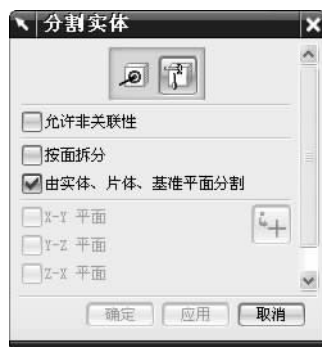 分割实体
允许非关联性
按面拆分
由实体、片体、基准平面分割
X-Y 平面
Y-Z 平面
Z-X 平面
确定 应用 取消